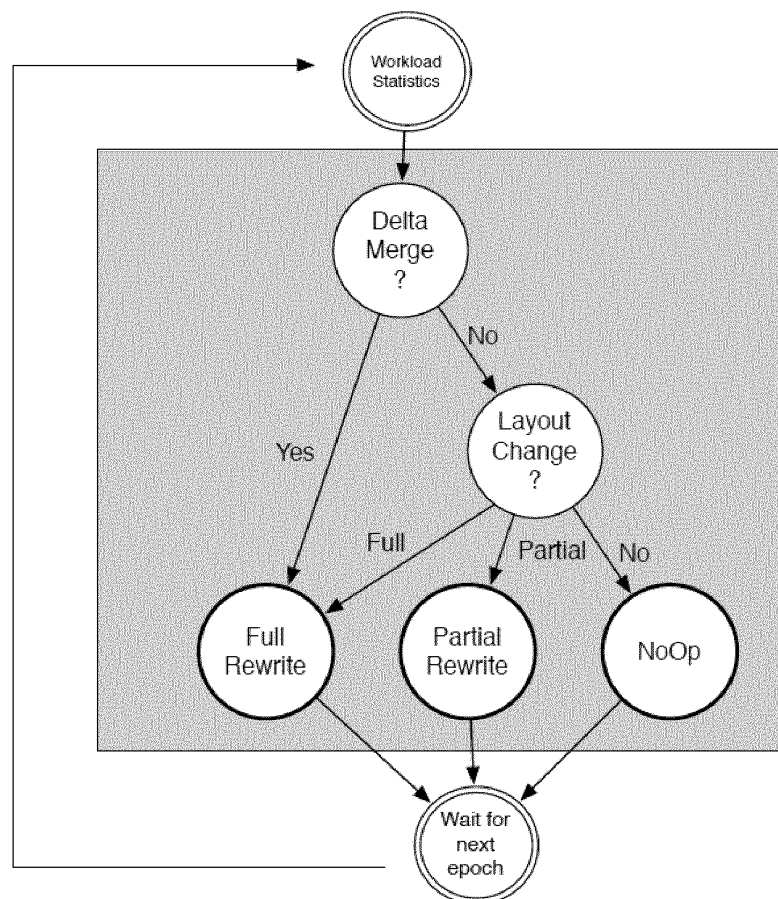 Workload
Statistics
Delta
Merge
?
No
Layout
Change
?
Yes
Full
Partial
No
Full
Rewrite
Partial
Rewrite
NoOp
Wait for
next
epoch